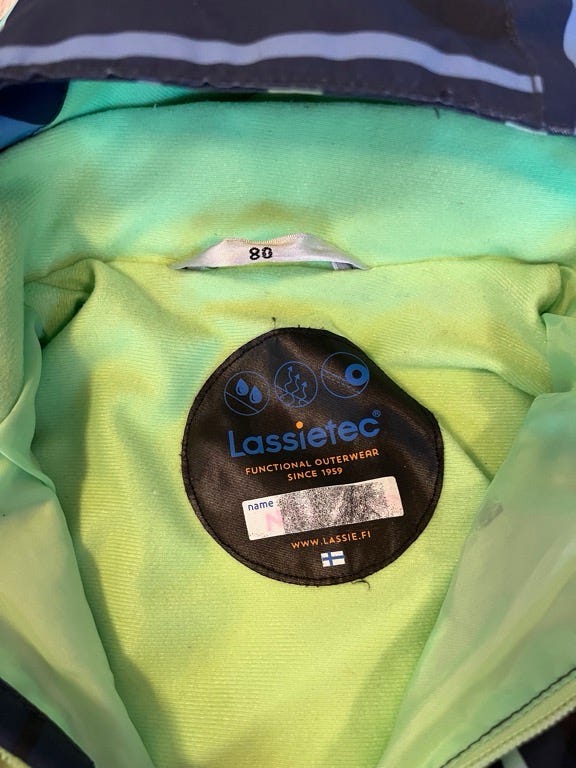 80
Lassietec®
FUNCTIONAL OUTERWEAR
SINCE 1959
name:
WWW.LASSIE.FI